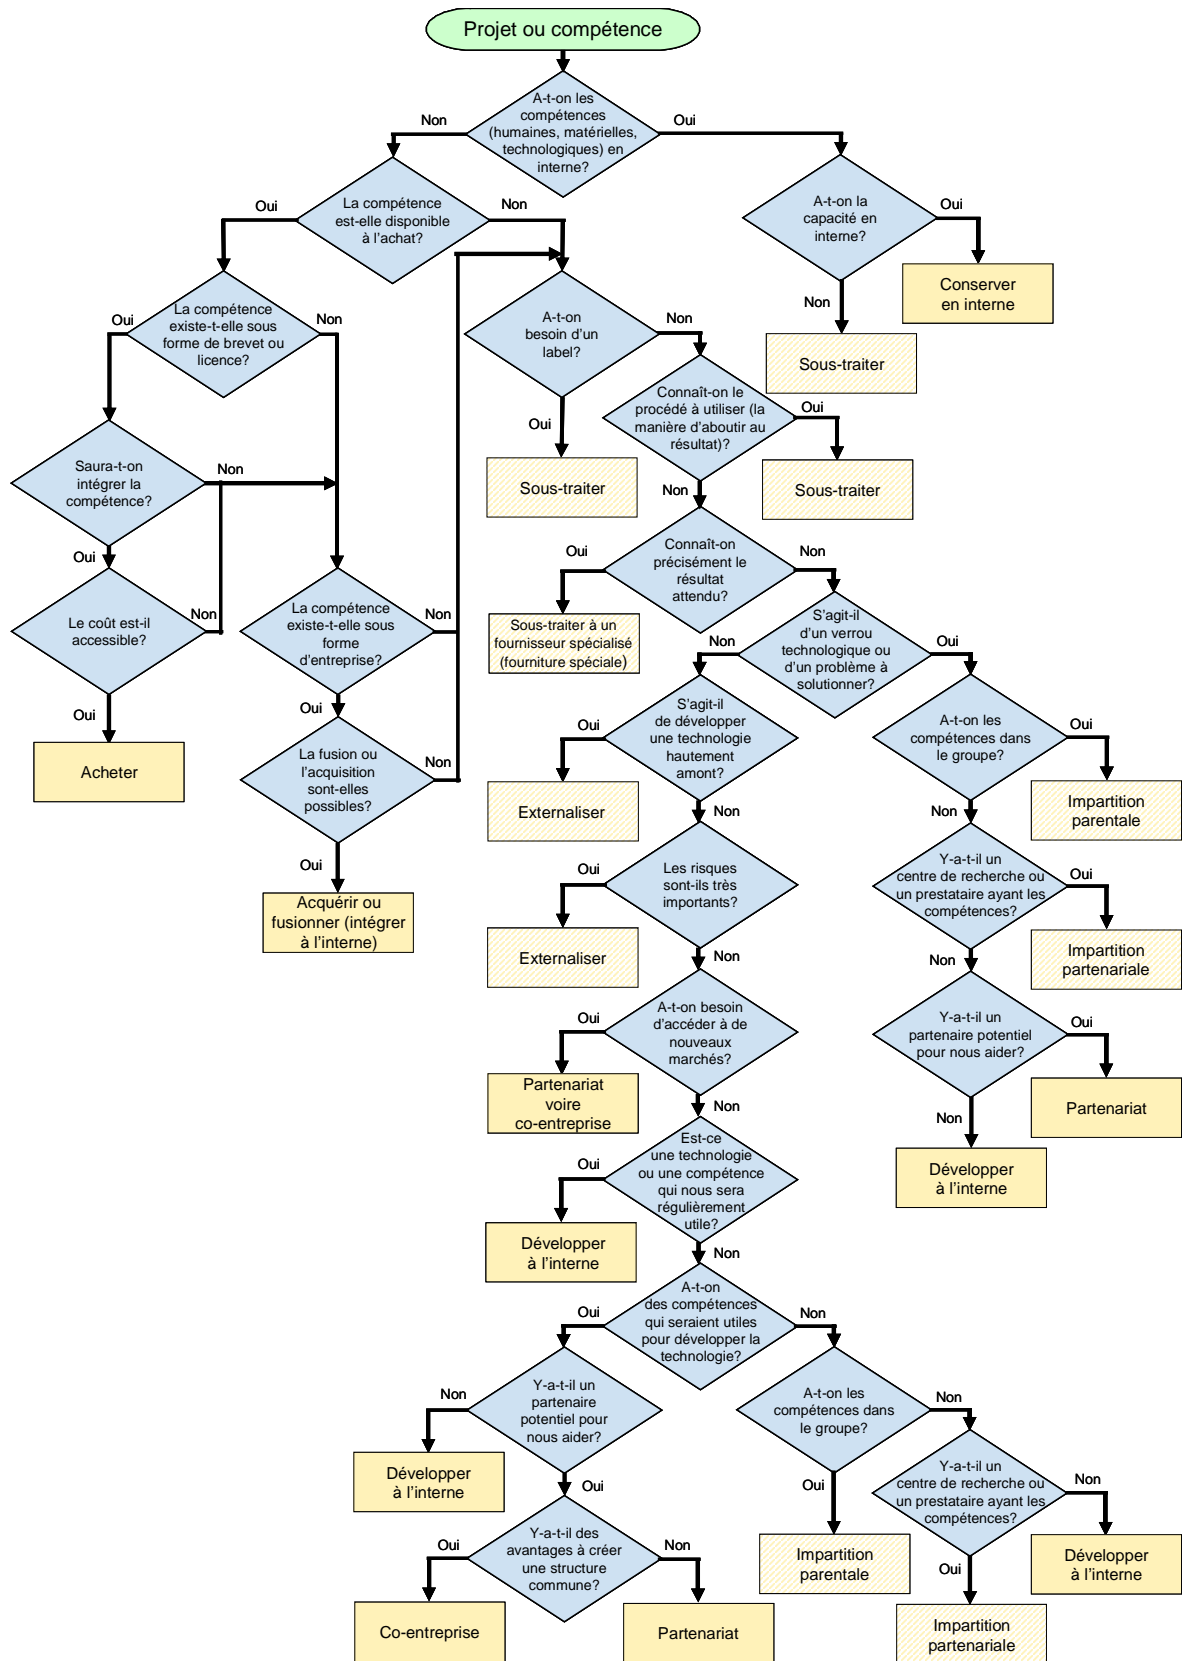 Projet ou compétence
A-t-on les
compétences
(humaines, matérielles,
technologiques) en
interne?
Non
Oui
La compétence
est-elle disponible
à l'achat?
Oui
Non
A-t-on la
capacité en
interne?
Oui
Non
Conserver
en interne
Sous-traiter
La compétence
existe-t-elle sous
forme de brevet ou
licence?
Oui
Non
A-t-on
besoin d'un
label?
Non
Oui
Sous-traiter
Connaît-on le
procédé à utiliser (la
manière d'aboutir au
résultat)?
Oui
Non
Sous-traiter
Saura-t-on
intégrer la
compétence?
Non
Oui
Le coût est-il
accessible?
Non
Oui
Acheter
La compétence
existe-t-elle sous
forme
d'entreprise?
Non
Oui
La fusion ou
l'acquisition
sont-elles
possibles?
Non
Oui
Acquérir ou
fusionner (intégrer
à l'interne)
Connaît-on
précisément le
résultat
attendu?
Oui
Non
Sous-traiter à un
fournisseur spécialisé
(fourniture spéciale)
S'agit-il
d'un verrou
technologique ou
d'un problème à
solutionner?
Non
Oui
S'agit-il
de développer
une technologie
hautement
amont?
Oui
Non
Externaliser
A-t-on les
compétences dans
le groupe?
Oui
Non
Impartition
parentale
Les risques
sont-ils très
importants?
Oui
Non
Externaliser
Y-a-t-il un
centre de recherche ou
un prestataire ayant les
compétences?
Oui
Non
Impartition
partenariale
A-t-on besoin
d'accéder à de
nouveaux
marchés?
Oui
Non
Partenariat
voire
co-entreprise
Y-a-t-il un
partenaire potentiel
pour nous aider?
Oui
Non
Partenariat
Développer
à l'interne
Est-ce
une technologie
ou une compétence
qui nous sera
régulièrement
utile?
Oui
Non
Développer
à l'interne
A-t-on
des compétences
qui seraient utiles
pour développer la
technologie?
Oui
Non
Y-a-t-il un
partenaire
potentiel pour
nous aider?
Non
Oui
Développer
à l'interne
A-t-on les
compétences dans
le groupe?
Non
Oui
Y-a-t-il un
centre de recherche ou
un prestataire ayant les
compétences?
Non
Oui
Y-a-t-il des
avantages à créer
une structure
commune?
Oui
Non
Impartition
parentale
Développer
à l'interne
Co-entreprise
Partenariat
Impartition
partenariale